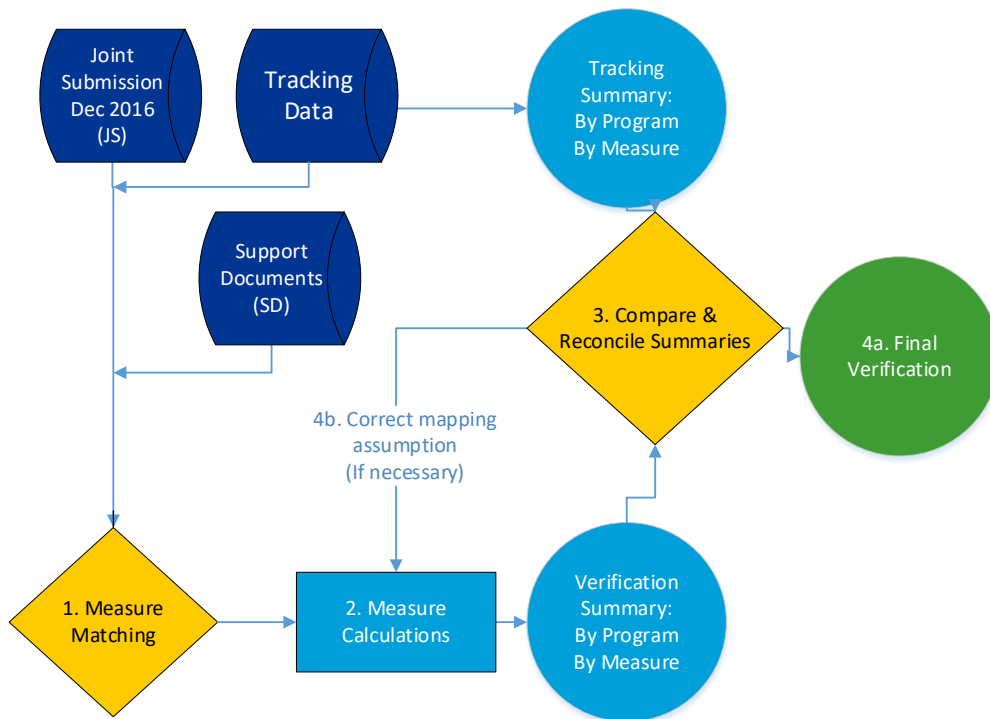 Joint
Submission
Dec 2016
(JS)
Tracking
Data
Tracking
Summary:
By Program
By Measure
Support
Documents
(SD)
3. Compare &
Reconcile Summaries
4a. Final
Verification
4b. Correct mapping
assumption
(If necessary)
1. Measure
Matching
2. Measure
Calculations
Verification
Summary:
By Program
By Measure